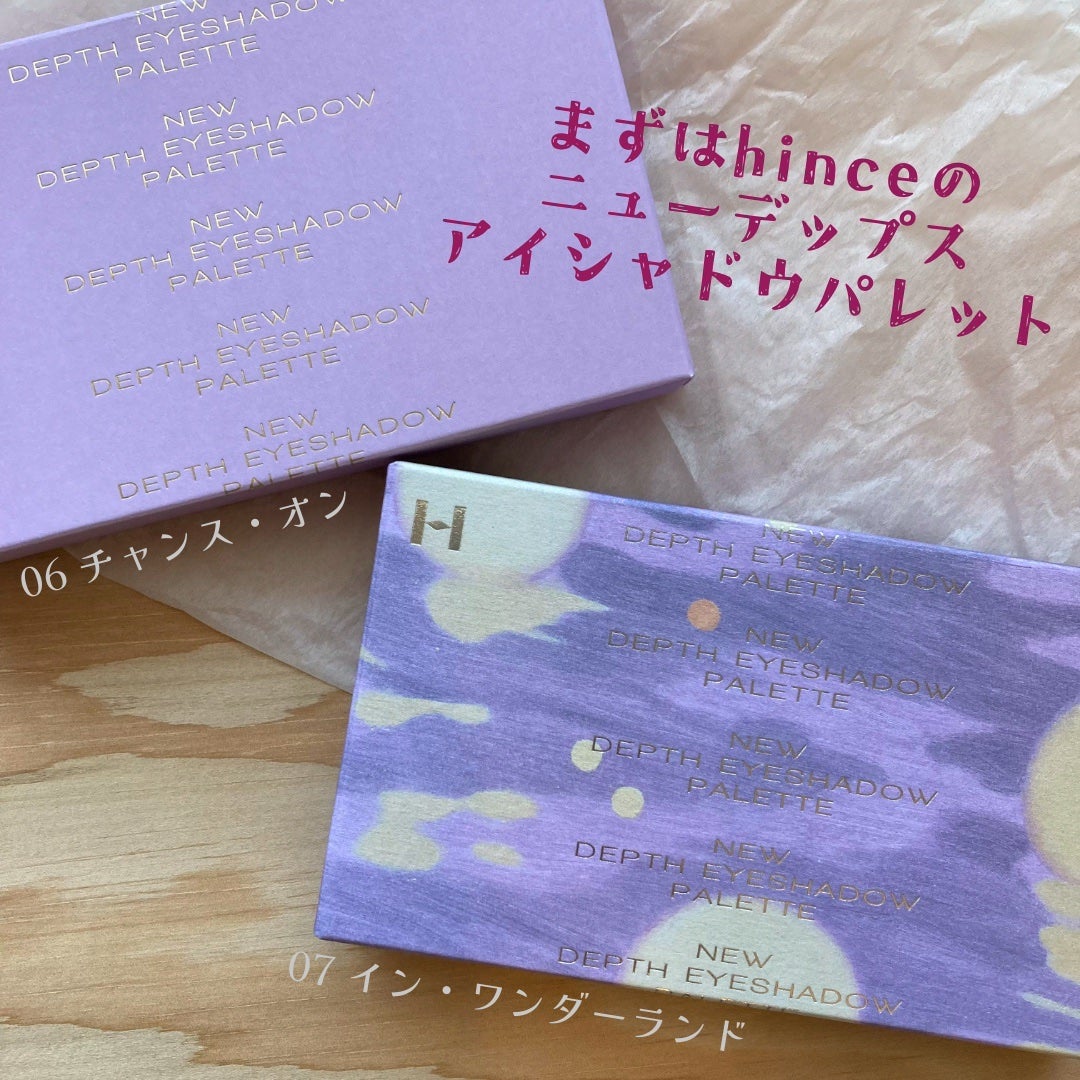 NEW
DEPTH EYESHADOW
PALETTE
NEW
DEPTH EYESHADOW
PALETTE
NEW
DEPTH EYESHADOW
PALETTE
NEW
DEPTH EYESHADOW
PALETTE
NEW
DEPTH EYESHADOW
PALETTE
まずはhinceの
ニューデップス
アイシャドウパレット
06 チャンス・オン
H
NEW
DEPTH EYESHADOW
PALETTE
NEW
DEPTH EYESHADOW
PALETTE
NEW
DEPTH EYESHADOW
PALETTE
NEW
DEPTH EYESHADOW
PALETTE
NEW
DEPTH EYESHADOW
PALETTE
07 イン・ワンダーランド